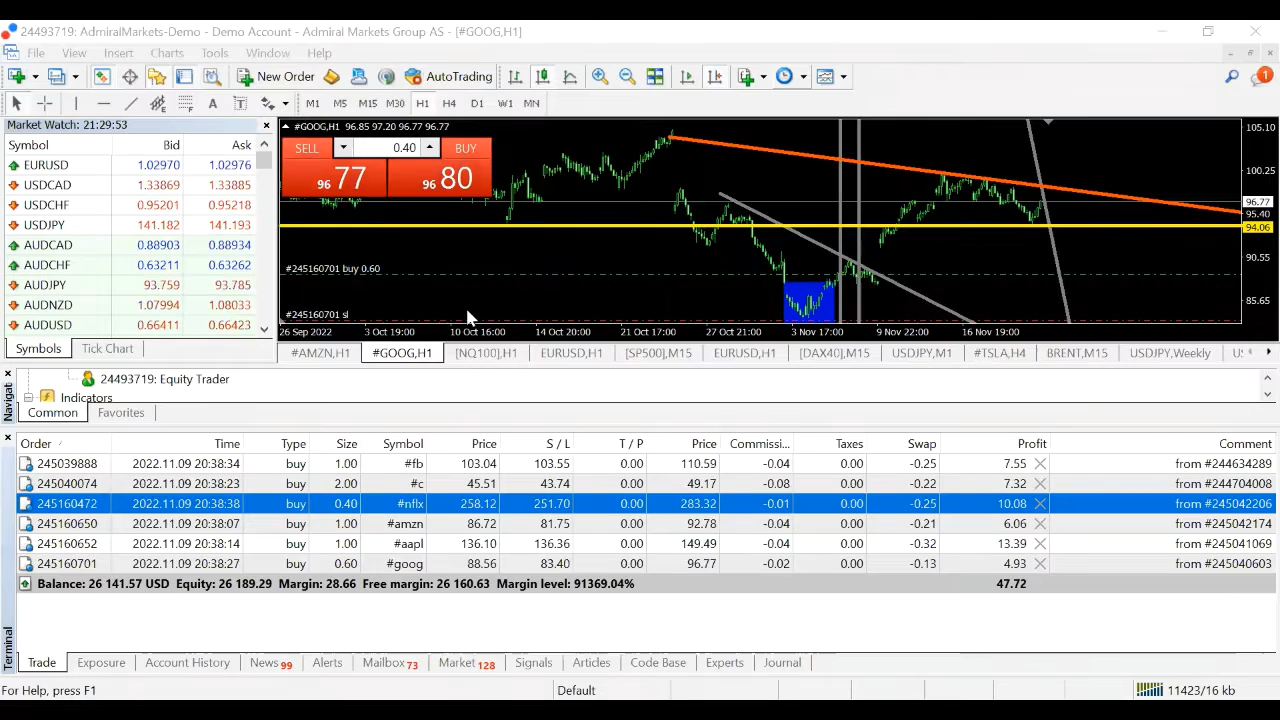 24493719: AdmiralMarkets-Demo - Demo Account - Admiral Markets Group AS - [#GOOG,H1]
File View Insert Charts Tools Window Help
New Order AutoTrading 1
A T M1 M5 M15 M30 H1 H4 D1 W1 MN
Market Watch: 21:29:53
Symbol Bid Ask
EURUSD 1.02970 1.02976
USDCAD 1.33869 1.33885
USDCHF 0.95201 0.95218
USDJPY 141.182 141.193
AUDCAD 0.88903 0.88934
AUDCHF 0.63211 0.63262
AUDJPY 93.759 93.785
AUDNZD 1.07994 1.08033
AUDUSD 0.66411 0.66423
Symbols Tick Chart
#GOOG,H1 96.85 97.20 96.77 96.77
SELL 0.40 BUY
96 77 96 80
105.10
100.25
96.77
95.40
94.06
90.55
85.65
#245160701 buy 0.60
#245160701 sl
26 Sep 2022 3 Oct 19:00 10 Oct 16:00 14 Oct 20:00 21 Oct 17:00 27 Oct 21:00 3 Nov 17:00 9 Nov 22:00 16 Nov 19:00
#AMZN,H1 #GOOG,H1 [NQ100],H1 EURUSD,H1 [SP500],M15 EURUSD,H1 [DAX40],M15 USDJPY,M1 #TSLA,H4 BRENT,M15 USDJPY,Weekly
Navigat
24493719: Equity Trader
Indicators
Common Favorites
Order Time Type Size Symbol Price S / L T / P Price Commissi... Taxes Swap Profit Comment
245039888 2022.11.09 20:38:34 buy 1.00 #fb 103.04 103.55 0.00 110.59 -0.04 0.00 -0.25 7.55 from #244634289
245040074 2022.11.09 20:38:23 buy 2.00 #c 45.51 43.74 0.00 49.17 -0.08 0.00 -0.22 7.32 from #244704008
245160472 2022.11.09 20:38:38 buy 0.40 #nflx 258.12 251.70 0.00 283.32 -0.01 0.00 -0.25 10.08 from #245042206
245160650 2022.11.09 20:38:07 buy 1.00 #amzn 86.72 81.75 0.00 92.78 -0.04 0.00 -0.21 6.06 from #245042174
245160652 2022.11.09 20:38:14 buy 1.00 #aapl 136.10 136.36 0.00 149.49 -0.04 0.00 -0.32 13.39 from #245041069
245160701 2022.11.09 20:38:27 buy 0.60 #goog 88.56 83.40 0.00 96.77 -0.02 0.00 -0.13 4.93 from #245040603
Balance: 26 141.57 USD Equity: 26 189.29 Margin: 28.66 Free margin: 26 160.63 Margin level: 91369.04% 47.72
Terminal
Trade Exposure Account History News 99 Alerts Mailbox 73 Market 128 Signals Articles Code Base Experts Journal
For Help, press F1 Default 11423/16 kb